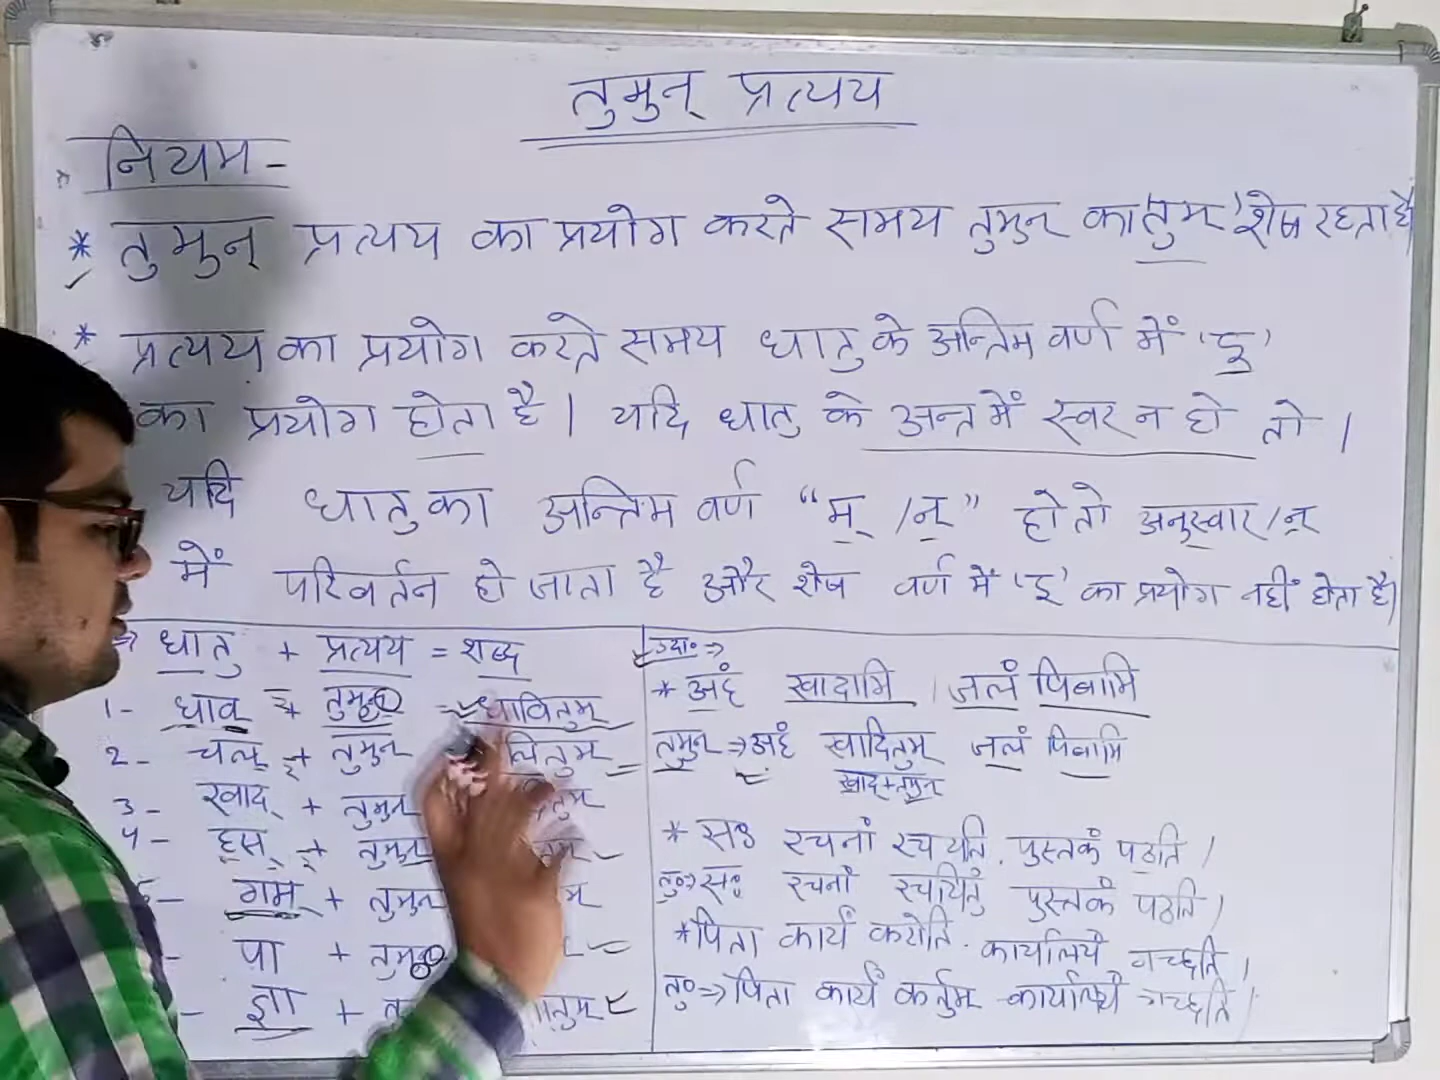 तुमुन् प्रत्यय
नियम-
* तुमुन् प्रत्यय का प्रयोग करते समय तुमुन् का 'तुम्' शेष रहता है
* प्रत्यय का प्रयोग करते समय धातु के अन्तिम वर्ण में 'इ'
का प्रयोग होता है। यदि धातु के अन्त में स्वर न हो तो।
यदि धातु का अन्तिम वर्ण "म् /न्" हो तो अनुस्वार/न्
में परिवर्तन हो जाता है और शेष वर्ण में 'इ' का प्रयोग नहीं होता है।
धातु + प्रत्यय = शब्द
1- धाव् + तुमुन् = धावितुम्
2- चल् + तुमुन् लितुम्
3- खाद् + तुमुन् तुम्
4- हस् + तुमुन्
गम् + तुमुन् म्
पा + तुमुन्
ज्ञा + तुम्
उदा० ->
* अहं खादामि, जलं पिबामि
तुमुन् -> अहं खादितुम् जलं पिबामि
खाद्+तुमुन्
* सः रचनां रचयति. पुस्तकं पठति।
तु०-> सः रचनां रचयितुं पुस्तकं पठति।
* पिता कार्यं करोति. कार्यालयं गच्छति।
तु० => पिता कार्यं कर्तुम् कार्यालयं गच्छति।